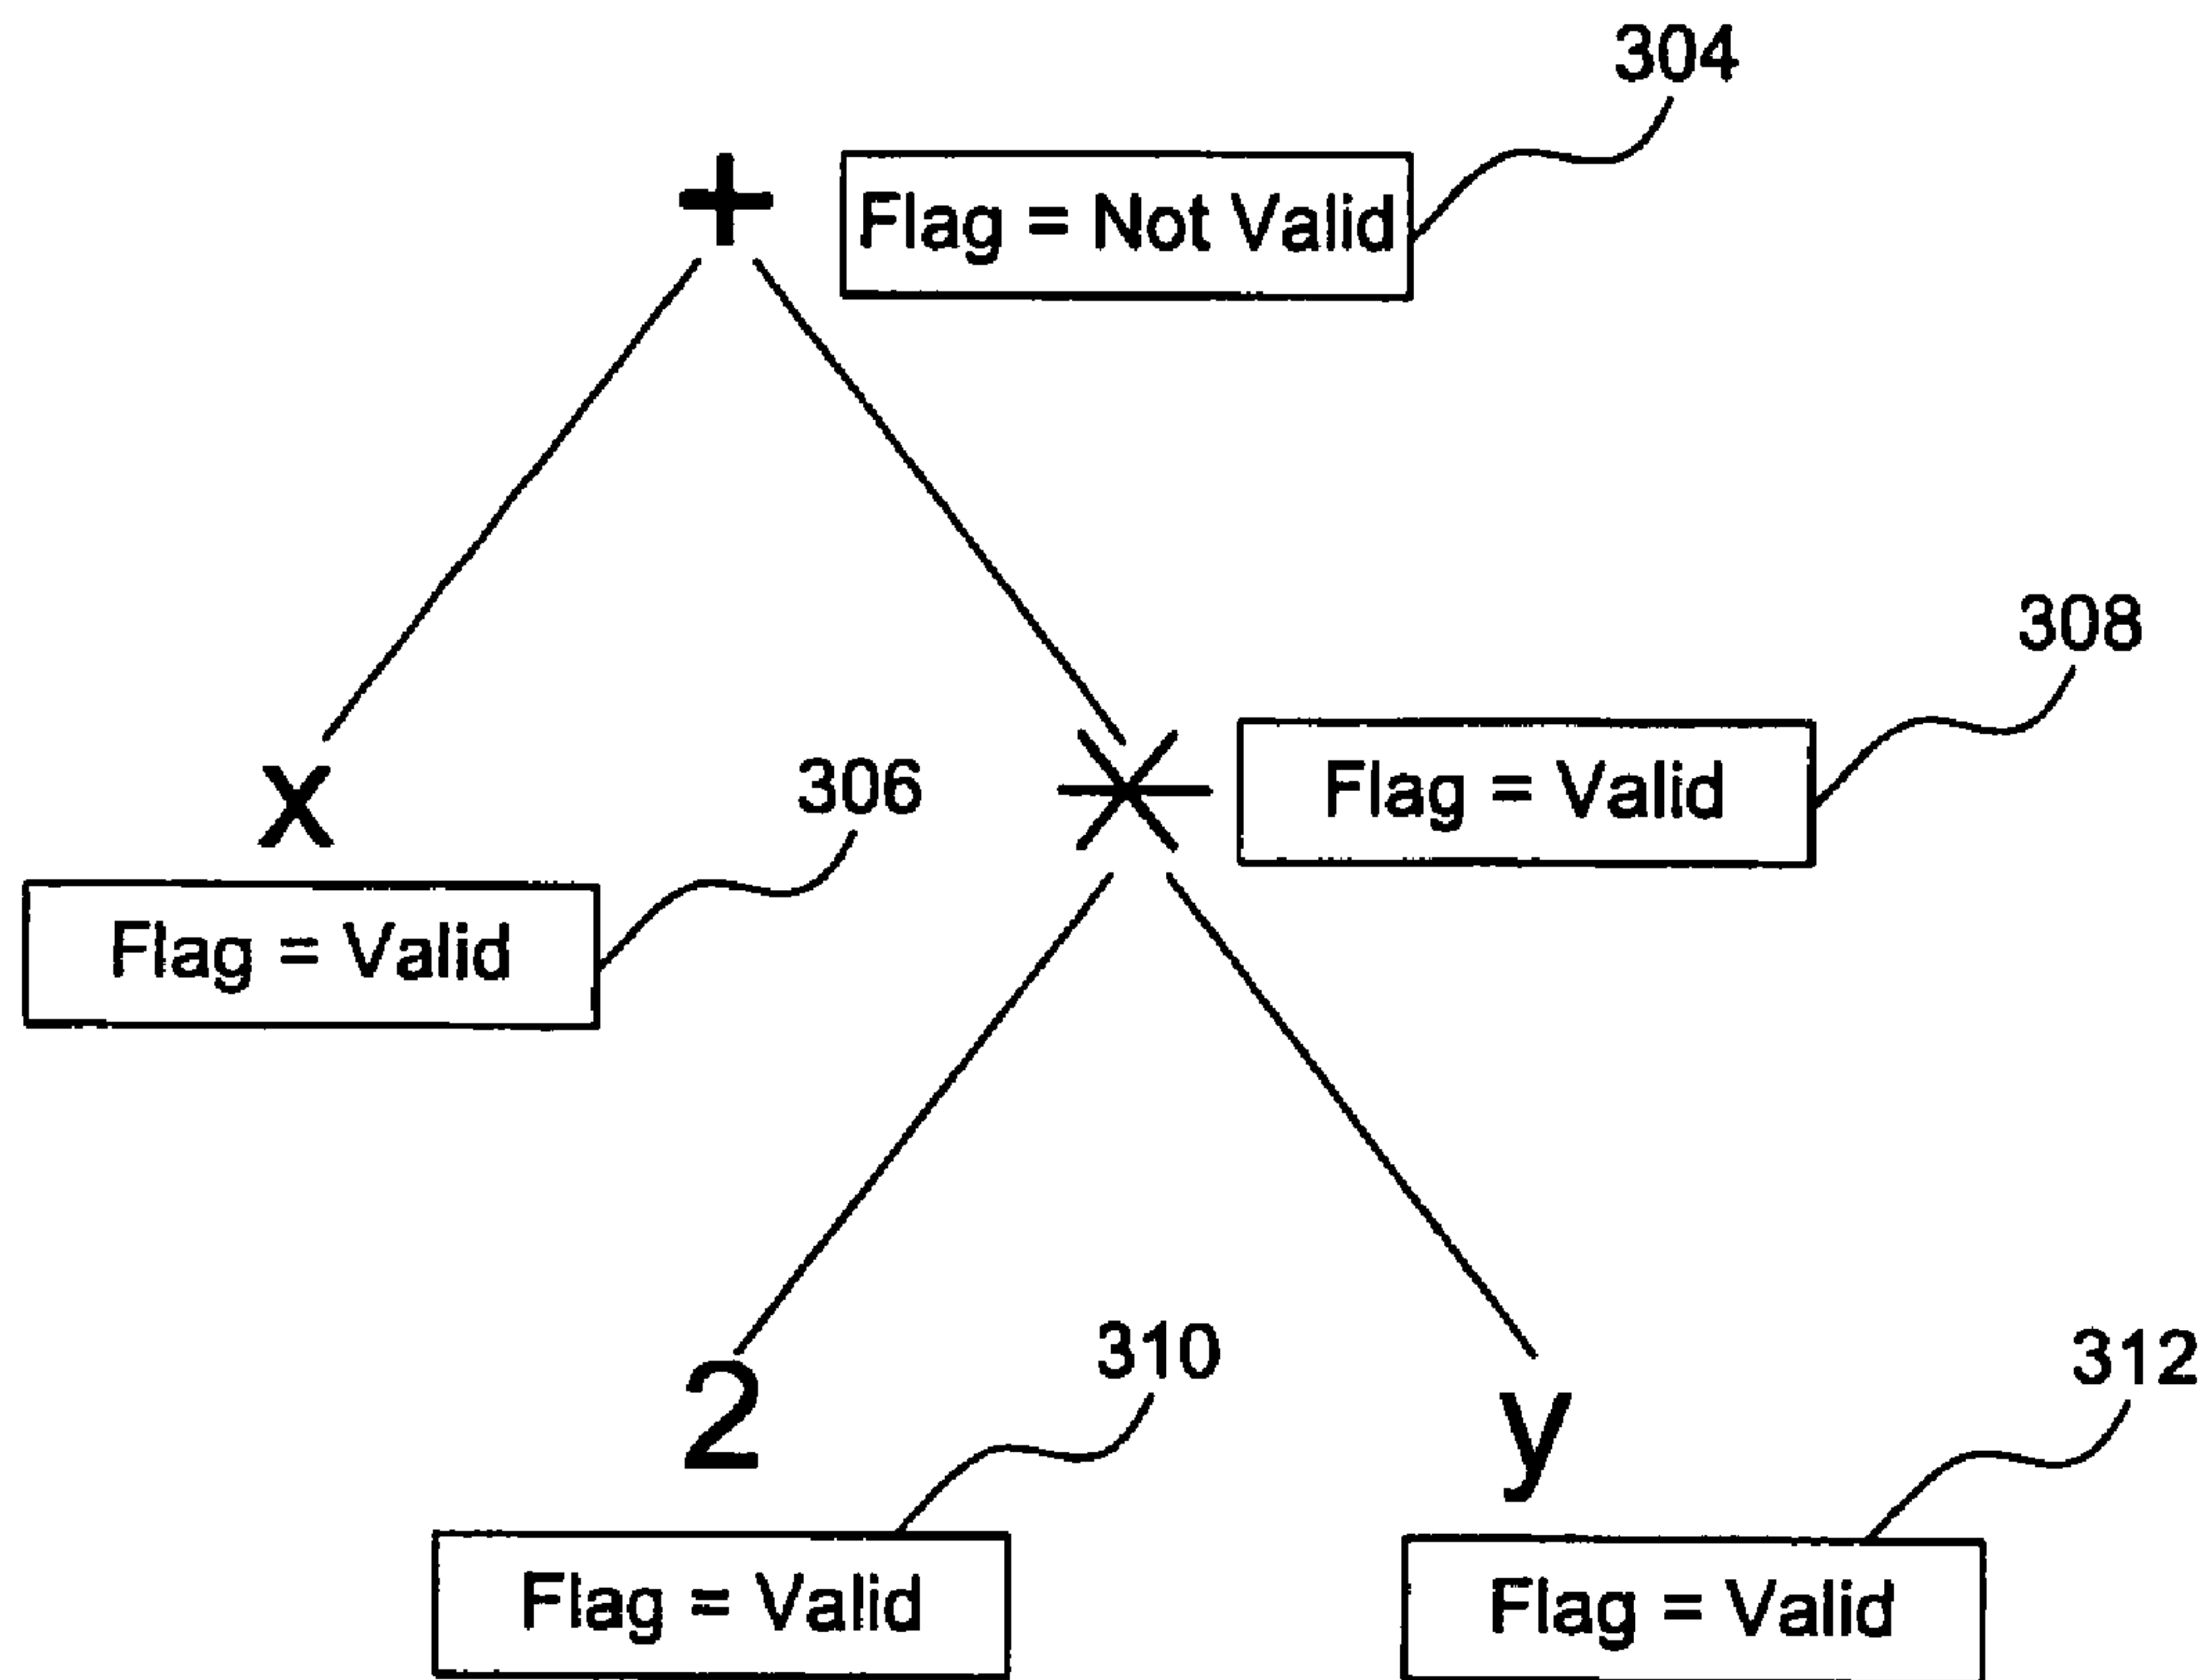 304
+
Flag = Not Valid
308
x
306
*
Flag = Valid
Flag = Valid
310
312
2
y
Flag = Valid
Flag = Valid